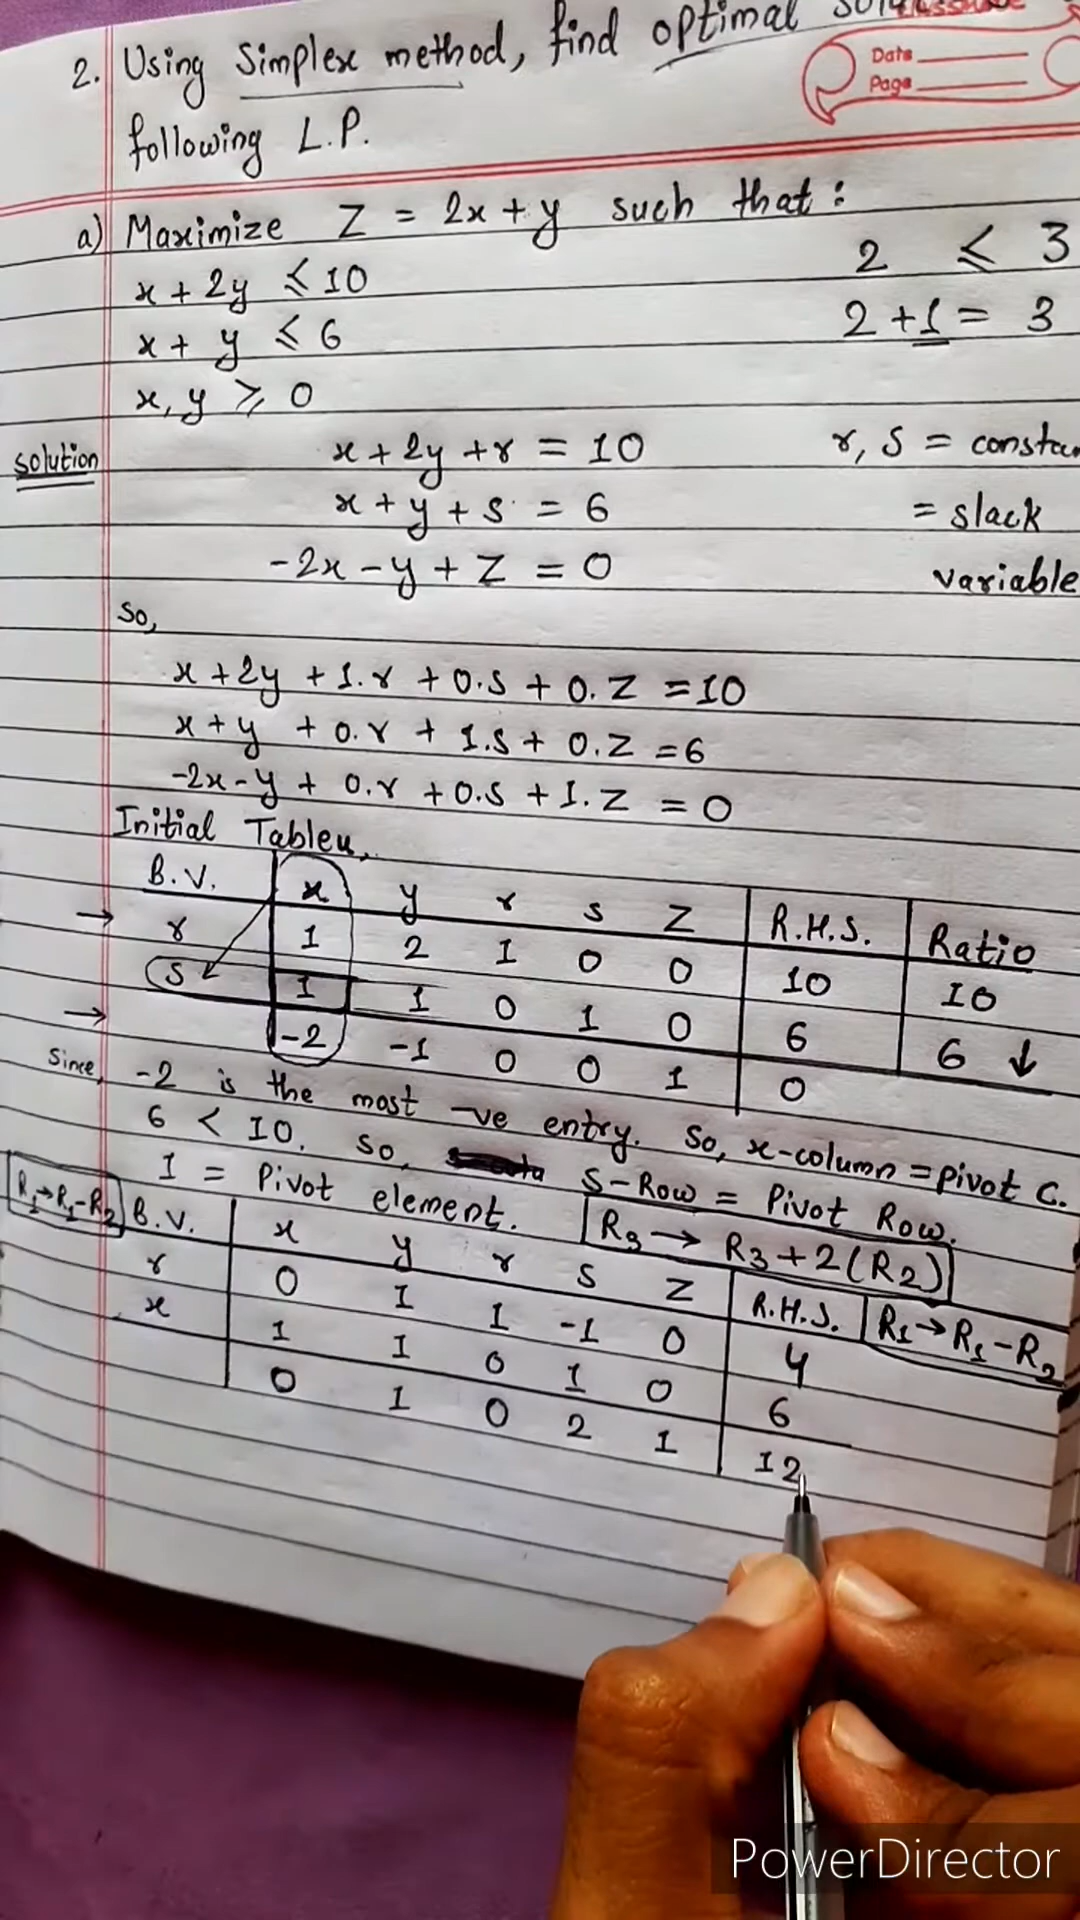 2. Using Simplex method, find optimal
Date
Page
following L.P.
a) Maximize Z = 2x + y such that :
x + 2y ≤ 10
2 ≤ 3
x + y ≤ 6
2 + 1 = 3
x, y ≥ 0
solution
x + 2y + r = 10
r, s = constan
x + y + s = 6
= slack
-2x - y + Z = 0
variable
So,
x + 2y + 1.r + 0.s + 0.Z = 10
x + y + 0.r + 1.s + 0.Z = 6
-2x - y + 0.r + 0.s + 1.Z = 0
Initial Tableu,
B.V. x y r s Z R.H.S. Ratio
→ r 1 2 1 0 0 10 10
s 1 1 0 1 0 6 6 ↓
→ -2 -1 0 0 1 0
Since, -2 is the most -ve entry. So, x-column = pivot C.
6 < 10. So, S-Row = Pivot Row.
1 = Pivot element. R3 → R3 + 2(R2)
R1→R1-R2
B.V. x y r s Z R.H.S. R1→R1-R2
r 0 1 1 -1 0 4
x 1 1 0 1 0 6
0 1 0 2 1 12
PowerDirector